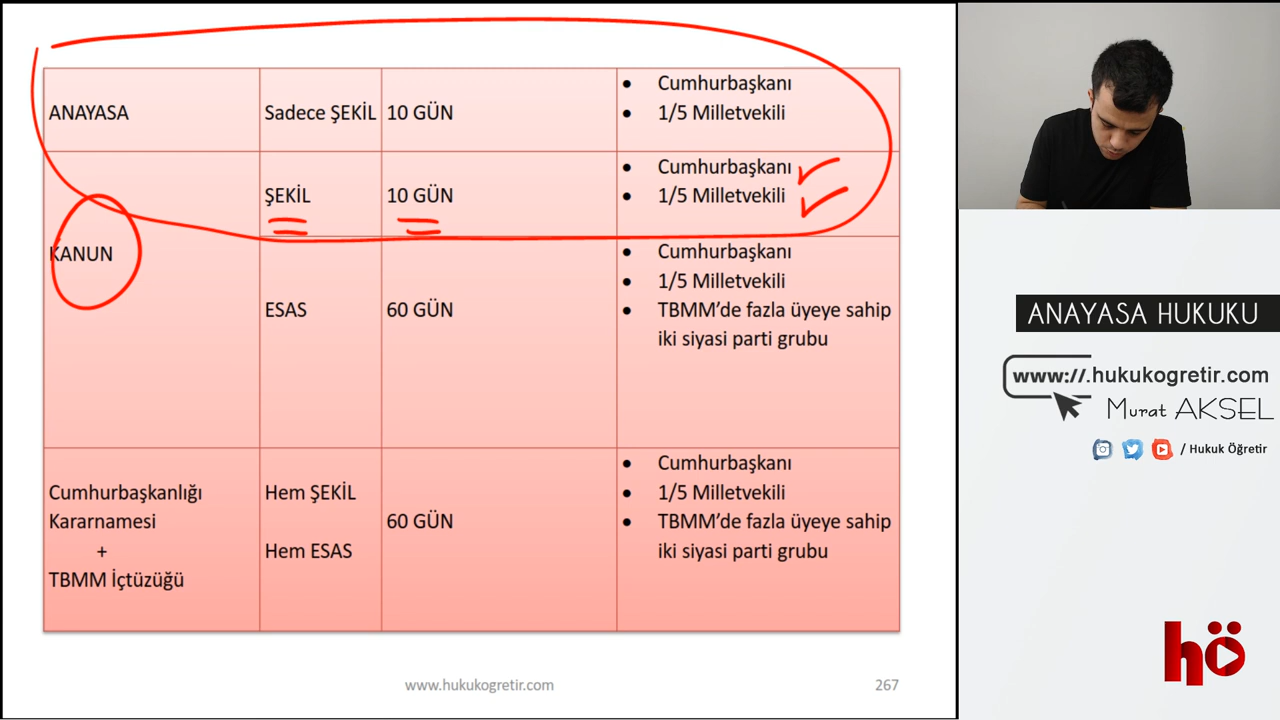 ANAYASA
Sadece ŞEKİL
10 GÜN
• Cumhurbaşkanı
• 1/5 Milletvekili
KANUN
ŞEKİL
10 GÜN
• Cumhurbaşkanı
• 1/5 Milletvekili
ESAS
60 GÜN
• Cumhurbaşkanı
• 1/5 Milletvekili
• TBMM’de fazla üyeye sahip
iki siyasi parti grubu
Cumhurbaşkanlığı
Kararnamesi
+
TBMM İçtüzüğü
Hem ŞEKİL
Hem ESAS
60 GÜN
• Cumhurbaşkanı
• 1/5 Milletvekili
• TBMM’de fazla üyeye sahip
iki siyasi parti grubu
www.hukukogretir.com
267
ANAYASA HUKUKU
www://.hukukogretir.com
Murat AKSEL
/ Hukuk Öğretir
hö